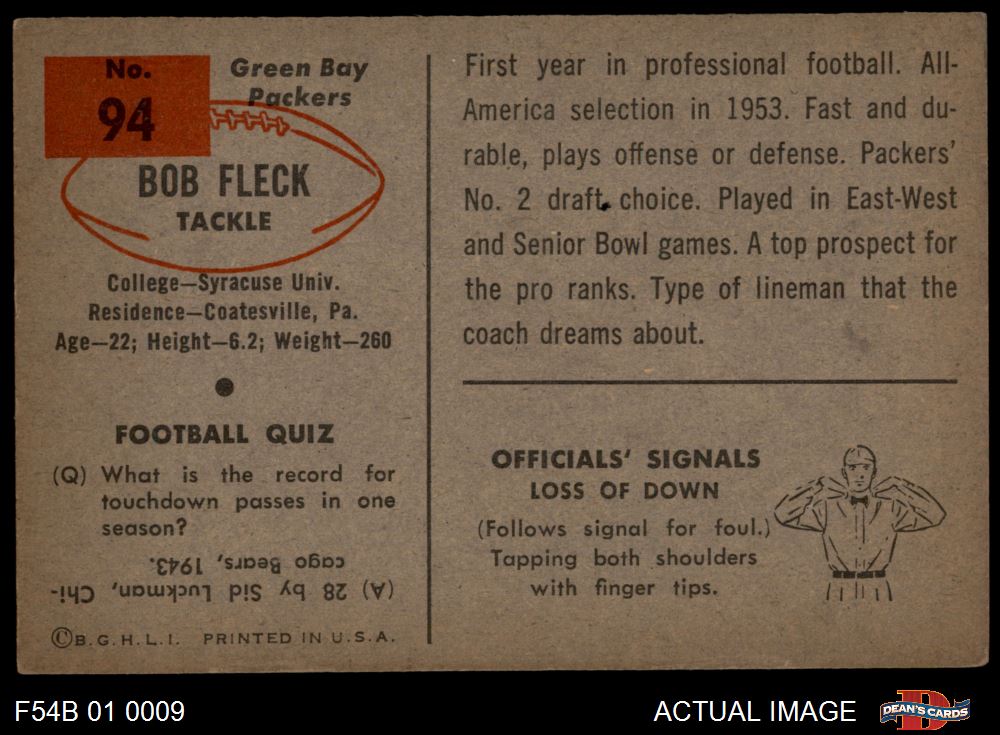 No.
94
Green Bay
Packers
BOB FLECK
TACKLE
College—Syracuse Univ.
Residence—Coatesville, Pa.
Age—22; Height—6.2; Weight—260
FOOTBALL QUIZ
(Q) What is the record for
touchdown passes in one
season?
(A) 28 by Sid Luckman, Chi-
cago Bears, 1943.
©B.G.H.L.I. PRINTED IN U.S.A.
First year in professional football. All-
America selection in 1953. Fast and du-
rable, plays offense or defense. Packers'
No. 2 draft choice. Played in East-West
and Senior Bowl games. A top prospect for
the pro ranks. Type of lineman that the
coach dreams about.
OFFICIALS' SIGNALS
LOSS OF DOWN
(Follows signal for foul.)
Tapping both shoulders
with finger tips.
F54B 01 0009
ACTUAL IMAGE
D
DEAN'S CARDS